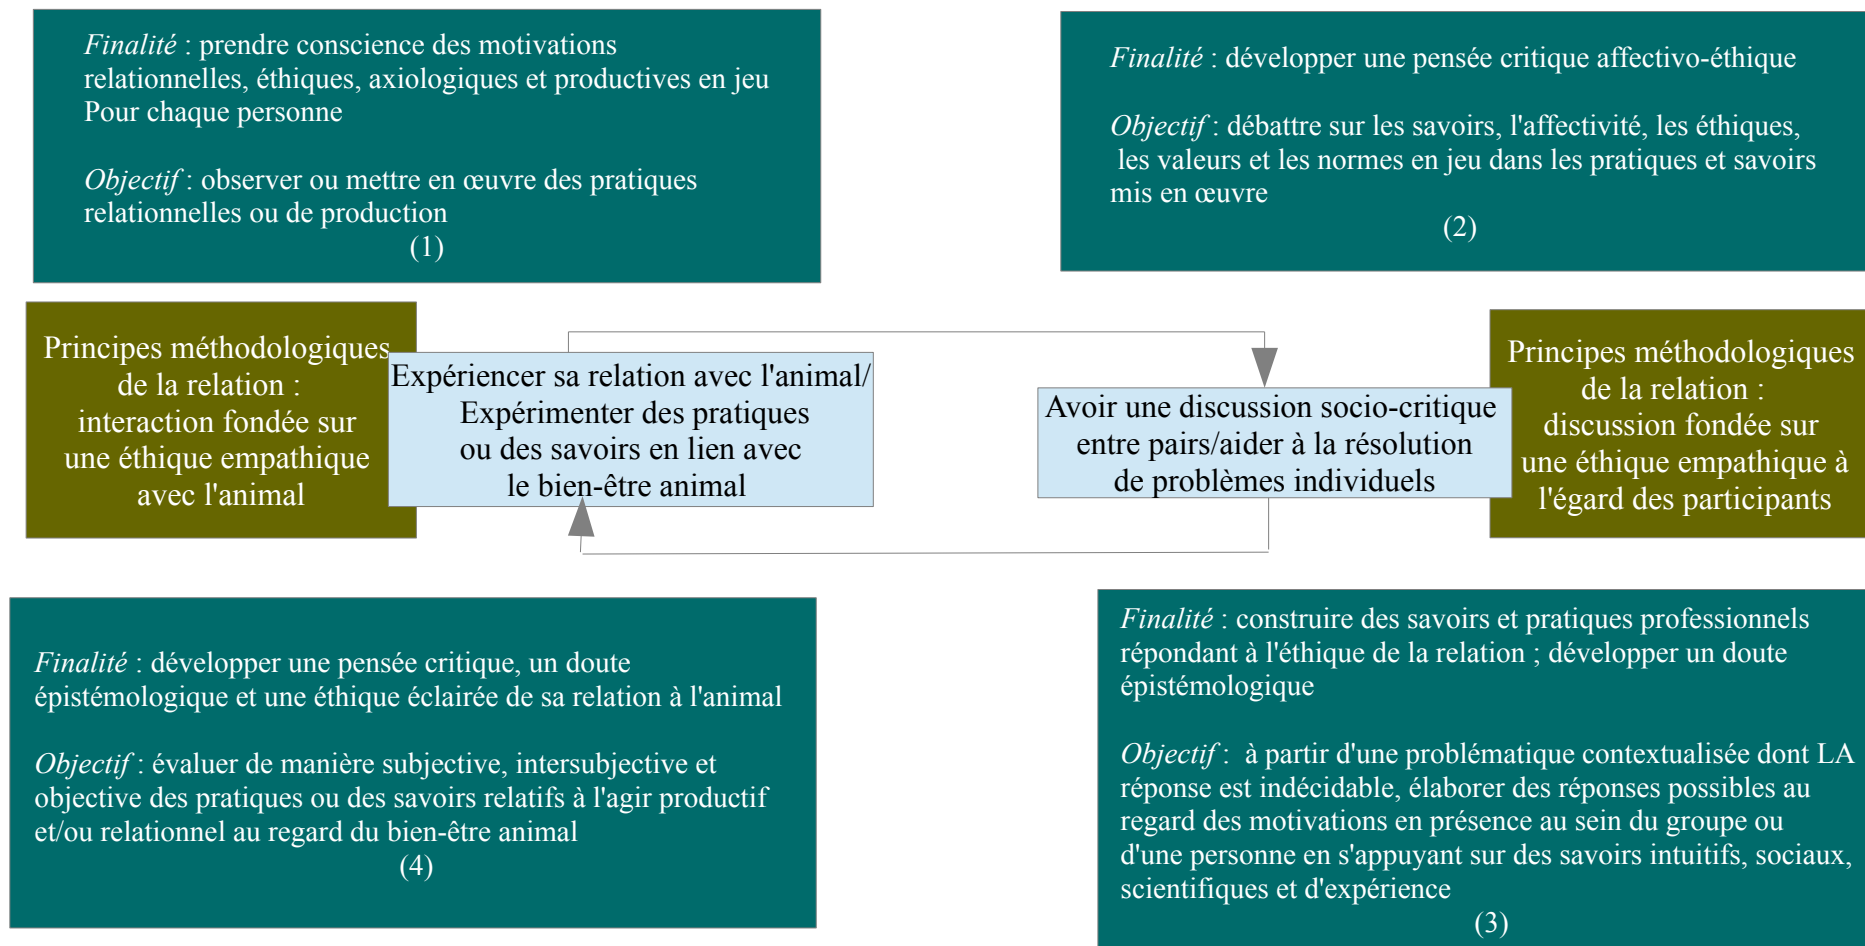 Finalité : prendre conscience des motivations
relationnelles, éthiques, axiologiques et productives en jeu
Pour chaque personne
Objectif : observer ou mettre en œuvre des pratiques
relationnelles ou de production
(1)
Finalité : développer une pensée critique affectivo-éthique
Objectif : débattre sur les savoirs, l'affectivité, les éthiques,
les valeurs et les normes en jeu dans les pratiques et savoirs
mis en œuvre
(2)
Principes méthodologiques
de la relation :
interaction fondée sur
une éthique empathique
avec l'animal
Expériencer sa relation avec l'animal/
Expérimenter des pratiques
ou des savoirs en lien avec
le bien-être animal
Avoir une discussion socio-critique
entre pairs/aider à la résolution
de problèmes individuels
Principes méthodologiques
de la relation :
discussion fondée sur
une éthique empathique à
l'égard des participants
Finalité : développer une pensée critique, un doute
épistémologique et une éthique éclairée de sa relation à l'animal
Objectif : évaluer de manière subjective, intersubjective et
objective des pratiques ou des savoirs relatifs à l'agir productif
et/ou relationnel au regard du bien-être animal
(4)
Finalité : construire des savoirs et pratiques professionnels
répondant à l'éthique de la relation ; développer un doute
épistémologique
Objectif : à partir d'une problématique contextualisée dont LA
réponse est indécidable, élaborer des réponses possibles au
regard des motivations en présence au sein du groupe ou
d'une personne en s'appuyant sur des savoirs intuitifs, sociaux,
scientifiques et d'expérience
(3)